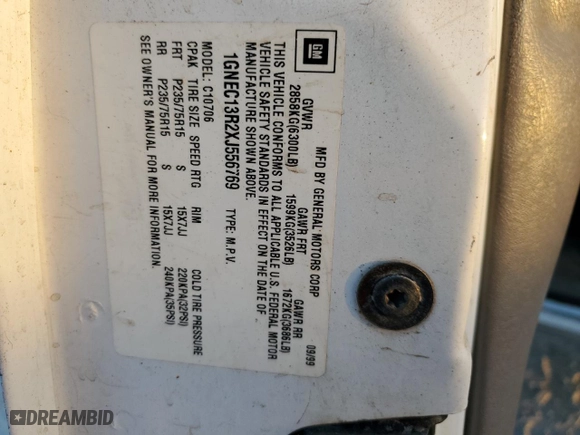 GM
MFD BY GENERAL MOTORS CORP 09/99
GVWR GAWR FRT GAWR RR
2858KG(6300LB) 1599KG(3526LB) 1672KG(3686LB)
THIS VEHICLE CONFORMS TO ALL APPLICABLE U.S. FEDERAL MOTOR
VEHICLE SAFETY STANDARDS IN EFFECT ON THE DATE OF
MANUFACTURE SHOWN ABOVE.
1GNEC13R2XJ556769 TYPE: M.P.V.
MODEL: C10706
CPAK TIRE SIZE SPEED RTG RIM COLD TIRE PRESSURE
FRT P235/75R15 S 15X7JJ 220KPA(32PSI)
RR P235/75R15 S 15X7JJ 240KPA(35PSI)
SEE OWNER'S MANUAL FOR MORE INFORMATION.
DREAMBID